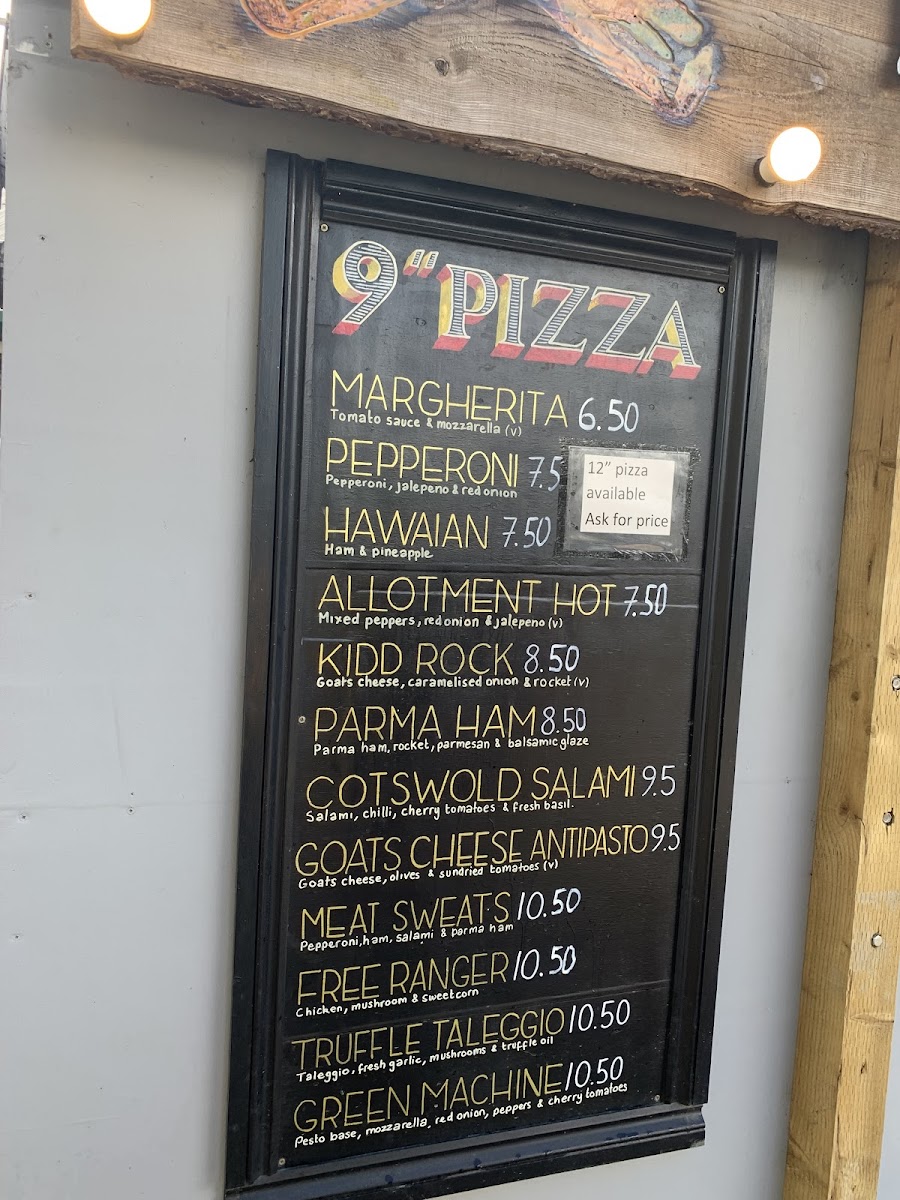 9" PIZZA
MARGHERITA 6.50
Tomato sauce & mozzarella (v)
PEPPERONI 7.5
Pepperoni, jalepeno & red onion
12" pizza
available
Ask for price
HAWAIAN 7.50
Ham & pineapple
ALLOTMENT HOT 7.50
Mixed peppers, red onion & jalepeno (v)
KIDD ROCK 8.50
Goats cheese, caramelised onion & rocket (v)
PARMA HAM 8.50
Parma ham, rocket, parmesan & balsamic glaze
COTSWOLD SALAMI 9.5
Salami, chilli, cherry tomatoes & fresh basil.
GOATS CHEESE ANTIPASTO 9.5
Goats cheese, olives & sundried tomatoes (v)
MEAT SWEATS 10.50
Pepperoni, ham, salami & parma ham
FREE RANGER 10.50
Chicken, mushroom & sweetcorn
TRUFFLE TALEGGIO 10.50
Taleggio, fresh garlic, mushrooms & truffle oil
GREEN MACHINE 10.50
Pesto base, mozzarella, red onion, peppers & cherry tomatoes